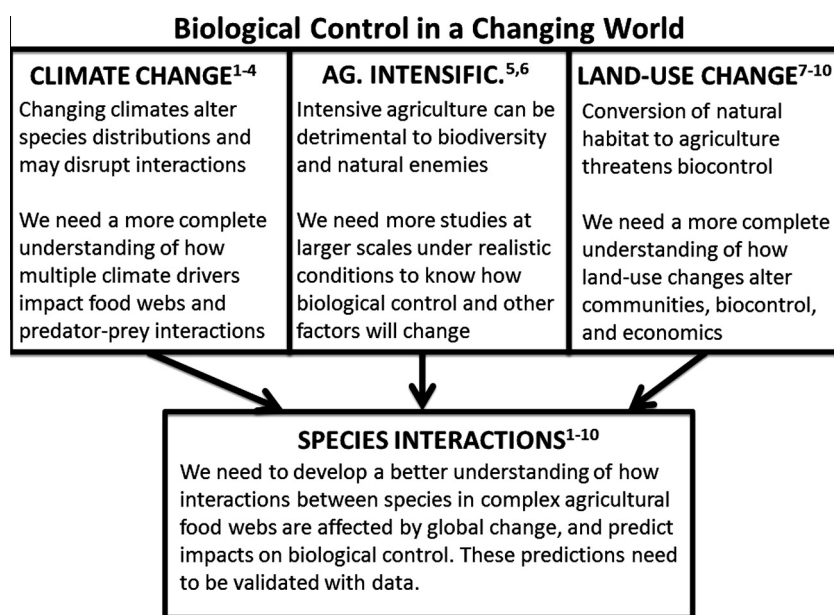 Biological Control in a Changing World
CLIMATE CHANGE1-4
Changing climates alter
species distributions and
may disrupt interactions
We need a more complete
understanding of how
multiple climate drivers
impact food webs and
predator-prey interactions
AG. INTENSIFIC.5,6
Intensive agriculture can be
detrimental to biodiversity
and natural enemies
We need more studies at
larger scales under realistic
conditions to know how
biological control and other
factors will change
LAND-USE CHANGE7-10
Conversion of natural
habitat to agriculture
threatens biocontrol
We need a more complete
understanding of how
land-use changes alter
communities, biocontrol,
and economics
SPECIES INTERACTIONS1-10
We need to develop a better understanding of how
interactions between species in complex agricultural
food webs are affected by global change, and predict
impacts on biological control. These predictions need
to be validated with data.